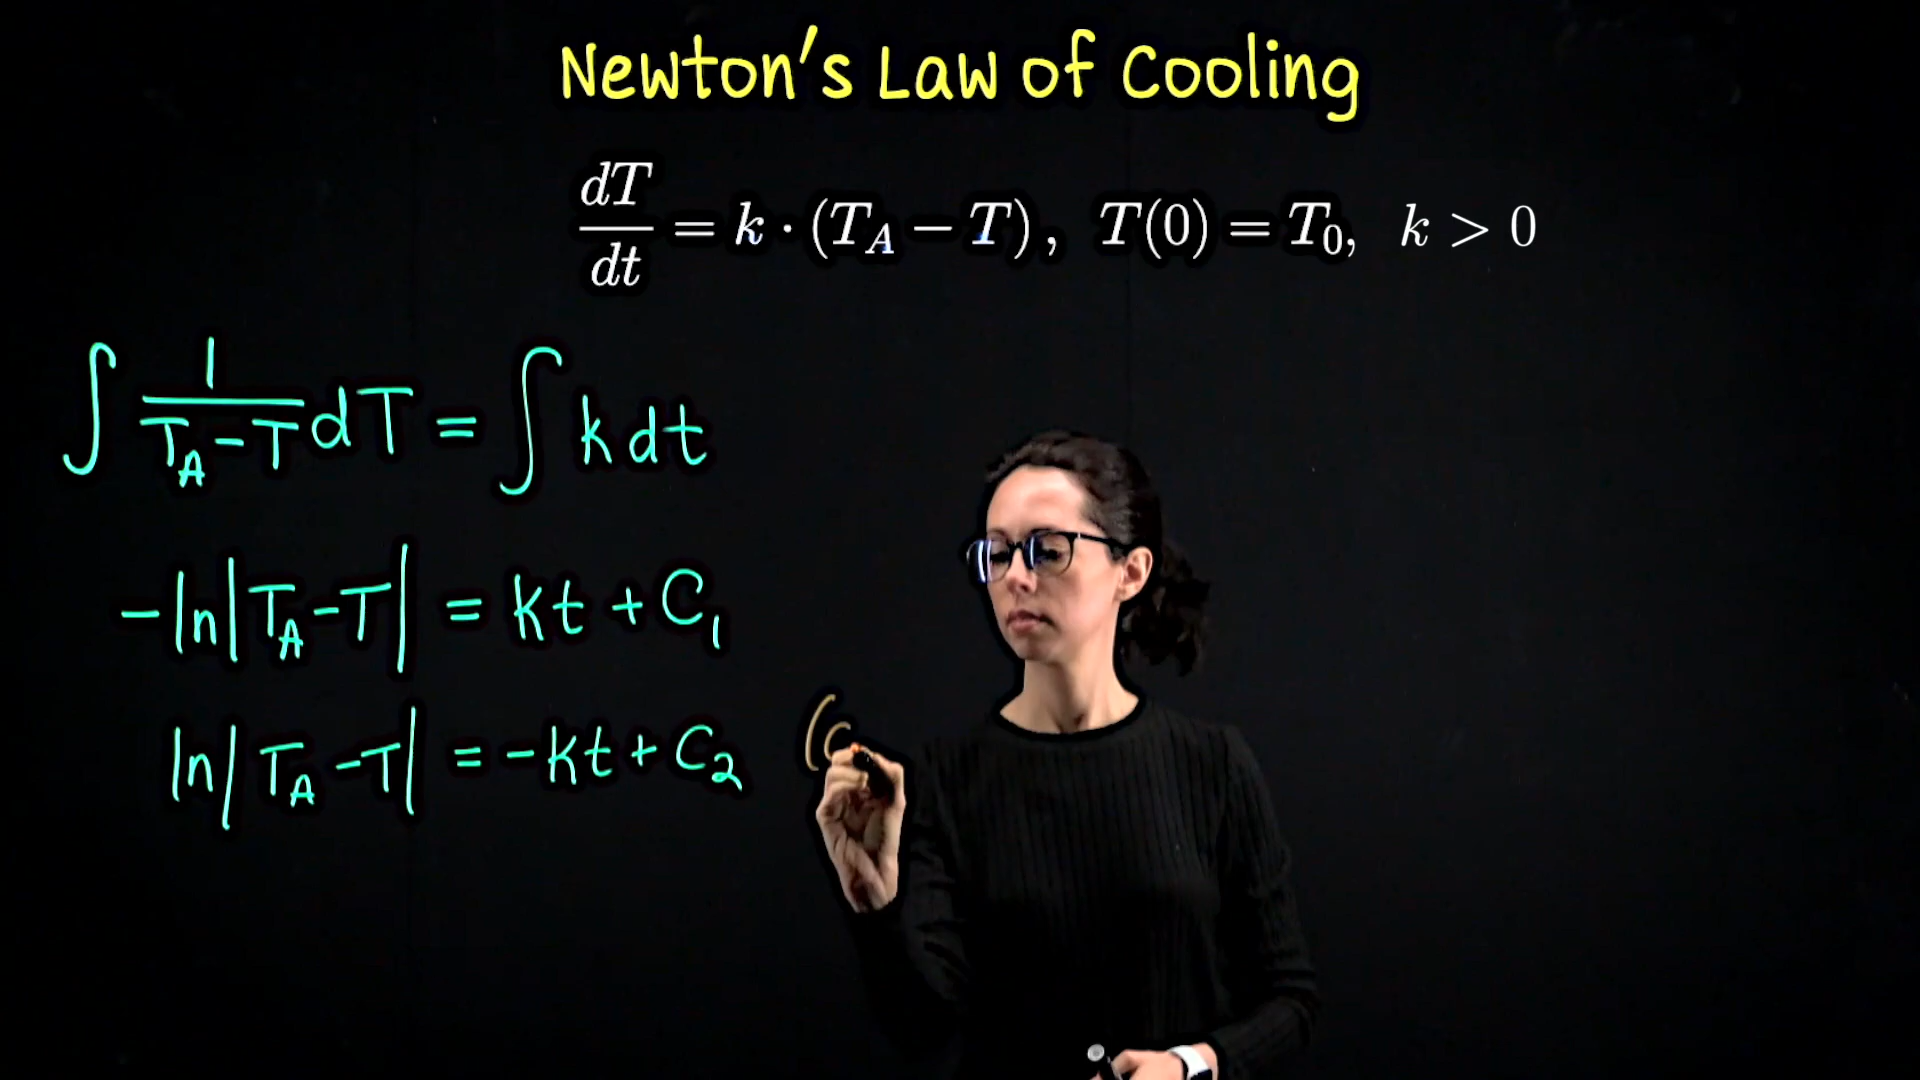 Newton's Law of Cooling
dT/dt = k · (T_A − T), T(0) = T_0, k > 0
∫ 1/(T_A − T) dT = ∫ k dt
−ln|T_A − T| = kt + C_1
ln|T_A − T| = −kt + C_2 (C